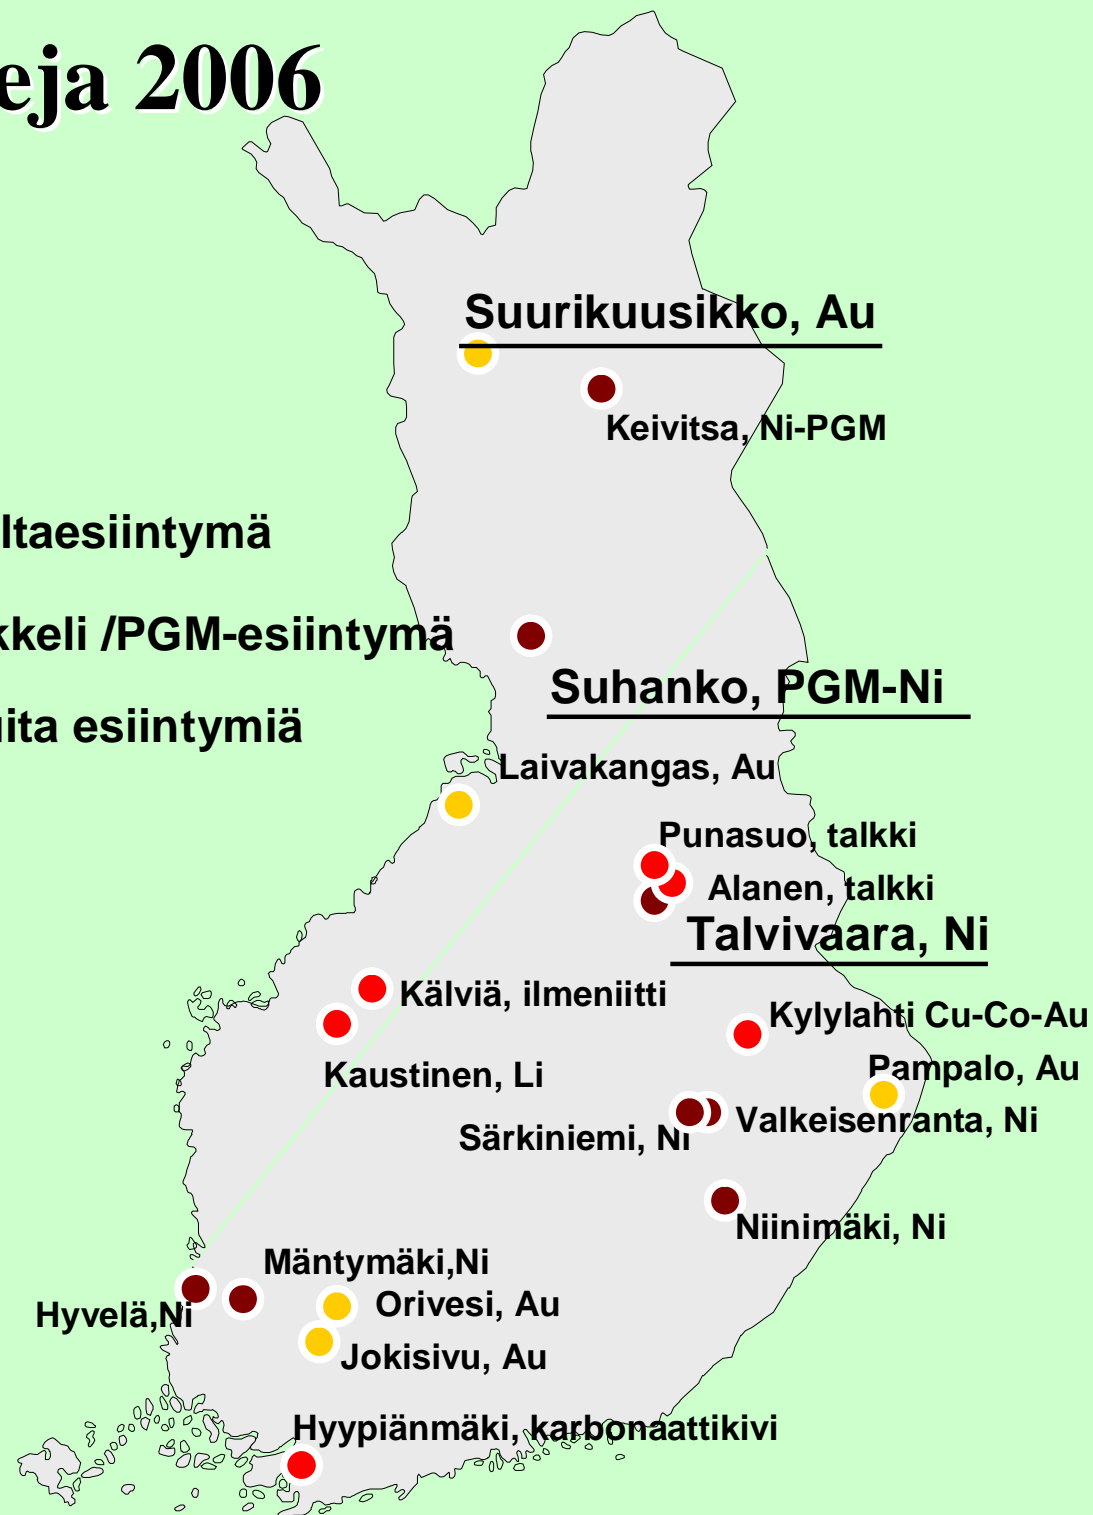 eja 2006
Suurikuusikko, Au
Keivitsa, Ni-PGM
ltaesiintymä
kkeli /PGM-esiintymä
Suhanko, PGM-Ni
uita esiintymiä
Laivakangas, Au
Punasuo, talkki
Alanen, talkki
Talvivaara, Ni
Kälviä, ilmeniitti
Kylylahti Cu-Co-Au
Kaustinen, Li
Pampalo, Au
Valkeisenranta, Ni
Särkiniemi, Ni
Niinimäki, Ni
Mäntymäki,Ni
Hyvelä,Ni
Orivesi, Au
Jokisivu, Au
Hyypiänmäki, karbonaattikivi